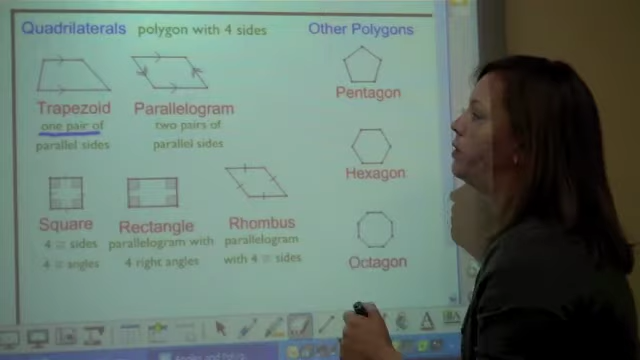 Quadrilaterals polygon with 4 sides
Other Polygons
Trapezoid
one pair of
parallel sides
Parallelogram
two pairs of
parallel sides
Pentagon
Hexagon
Square
4 ≅ sides
4 ≅ angles
Rectangle
parallelogram with
4 right angles
Rhombus
parallelogram
with 4 ≅ sides
Octagon